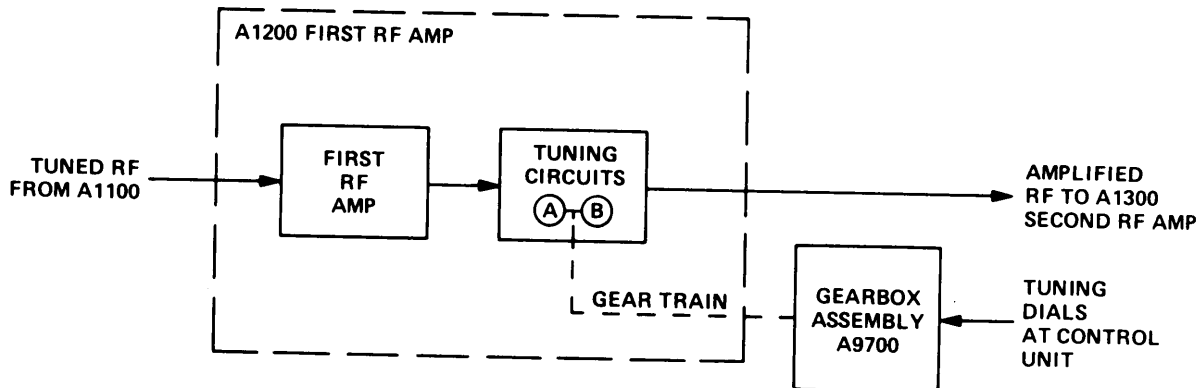 A1200 FIRST RF AMP
TUNED RF
FROM A1100
FIRST
RF
AMP
TUNING
CIRCUITS
A B
AMPLIFIED
RF TO A1300
SECOND RF AMP
GEAR TRAIN
GEARBOX
ASSEMBLY
A9700
TUNING
DIALS
AT CONTROL
UNIT